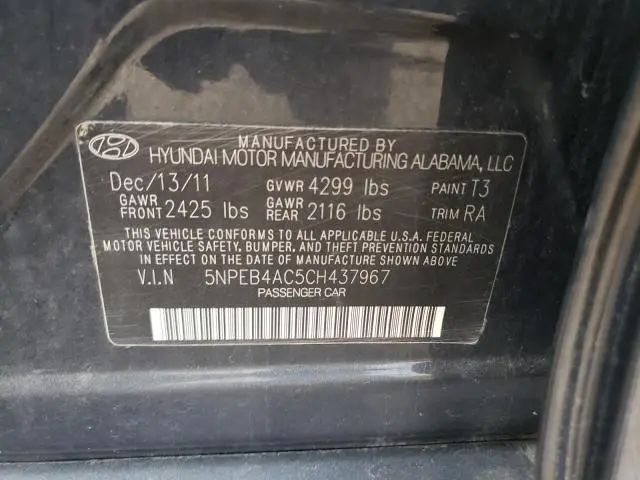 MANUFACTURED BY
HYUNDAI MOTOR MANUFACTURING ALABAMA, LLC
Dec/13/11 GVWR 4299 lbs PAINT T3
GAWR FRONT 2425 lbs GAWR REAR 2116 lbs TRIM RA
THIS VEHICLE CONFORMS TO ALL APPLICABLE U.S.A. FEDERAL
MOTOR VEHICLE SAFETY, BUMPER, AND THEFT PREVENTION STANDARDS
IN EFFECT ON THE DATE OF MANUFACTURE SHOWN ABOVE.
V.I.N 5NPEB4AC5CH437967
PASSENGER CAR